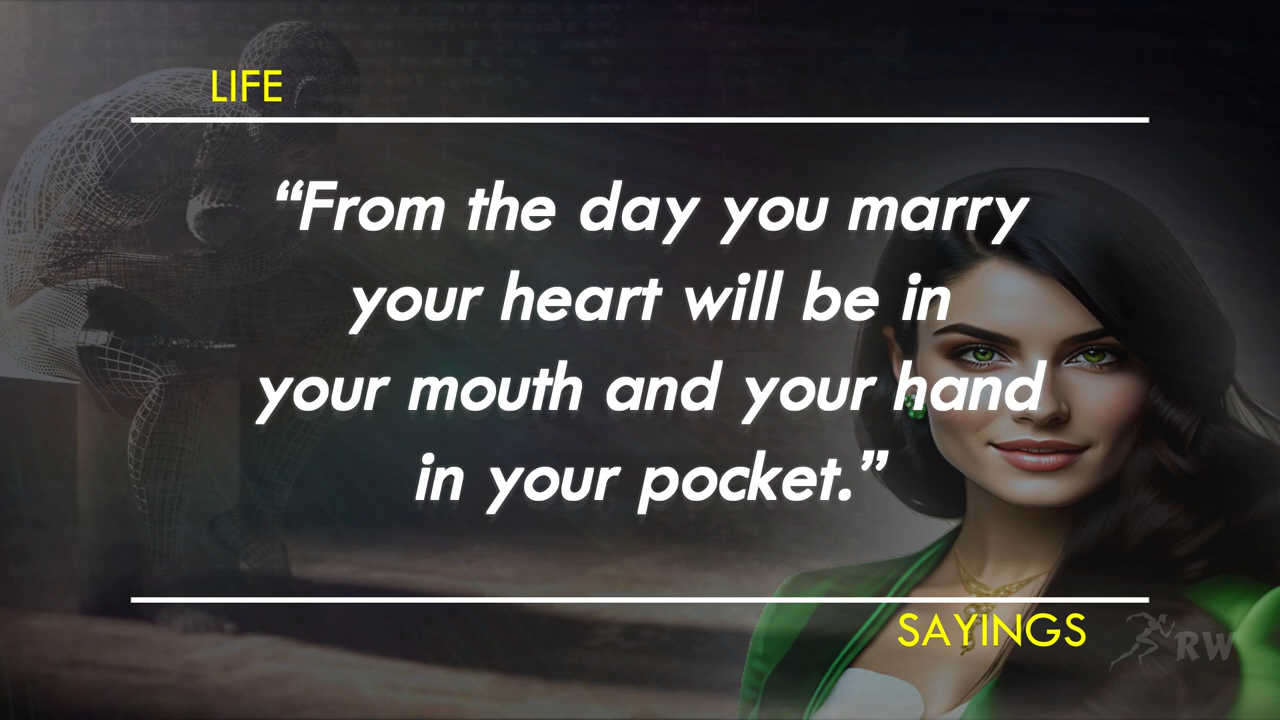 LIFE
“From the day you marry
your heart will be in
your mouth and your hand
in your pocket.”
SAYINGS
RW